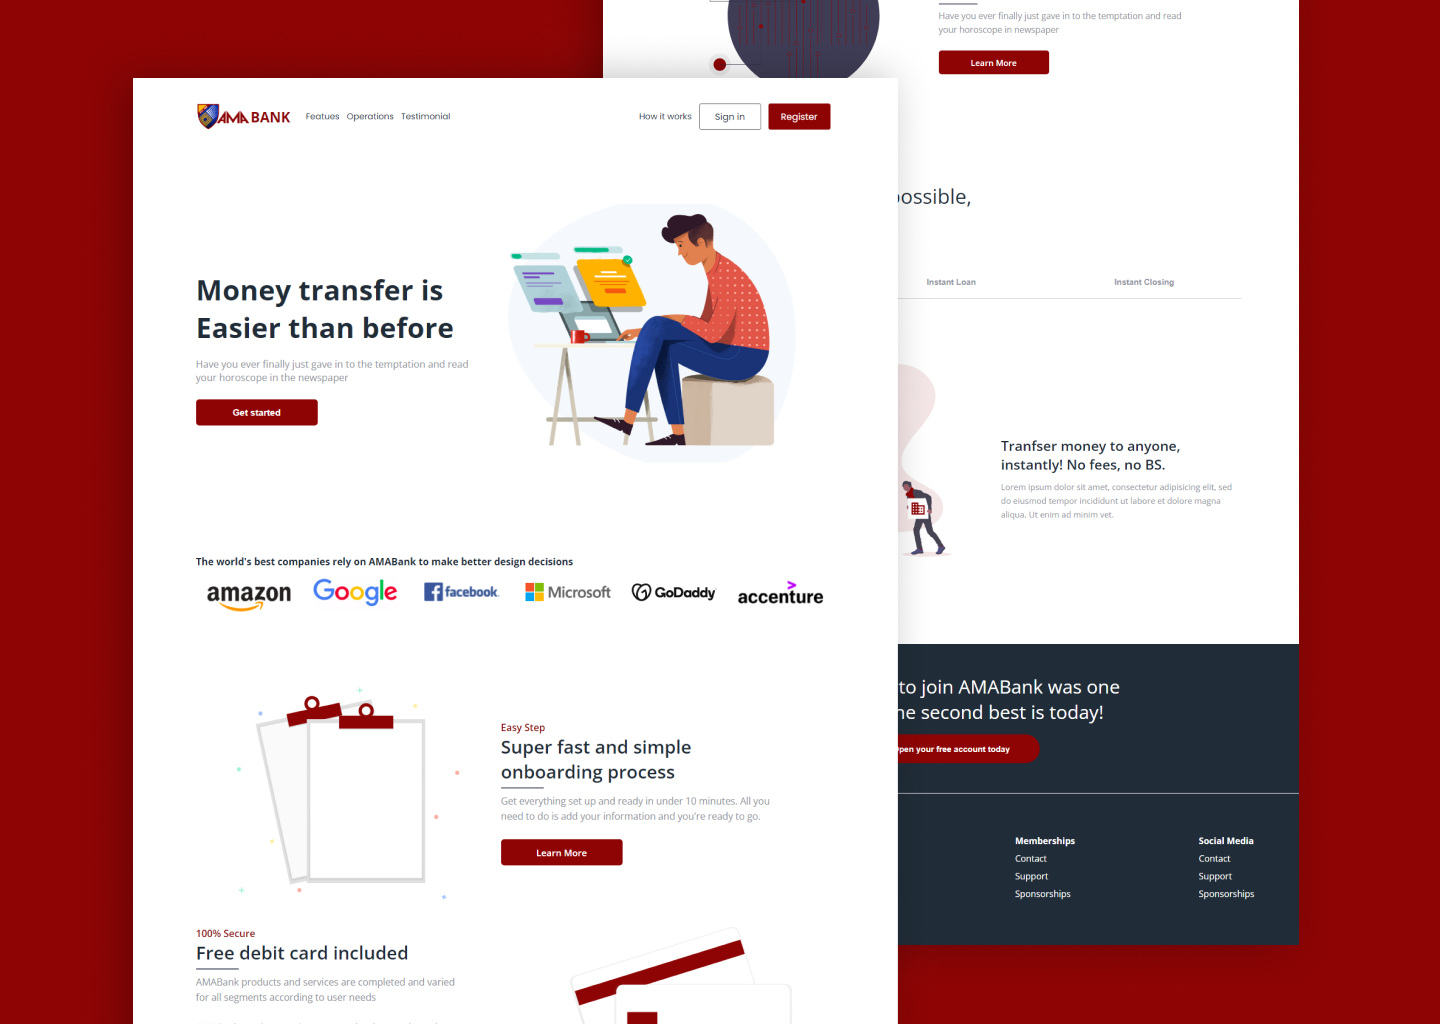 AMA BANK
Featues Operations Testimonial
How it works
Sign in
Register
Money transfer is
Easier than before
Have you ever finally just gave in to the temptation and read
your horoscope in the newspaper
Get started
The world's best companies rely on AMABank to make better design decisions
amazon Google facebook Microsoft GoDaddy accenture
Easy Step
Super fast and simple
onboarding process
Get everything set up and ready in under 10 minutes. All you
need to do is add your information and you're ready to go.
Learn More
100% Secure
Free debit card included
AMABank products and services are completed and varied
for all segments according to user needs
Have you ever finally just gave in to the temptation and read
your horoscope in newspaper
Learn More
possible,
Instant Loan
Instant Closing
Tranfser money to anyone,
instantly! No fees, no BS.
Lorem ipsum dolor sit amet, consectetur adipisicing elit, sed
do eiusmod tempor incididunt ut labore et dolore magna
aliqua. Ut enim ad minim vet.
to join AMABank was one
he second best is today!
pen your free account today
Memberships
Contact
Support
Sponsorships
Social Media
Contact
Support
Sponsorships